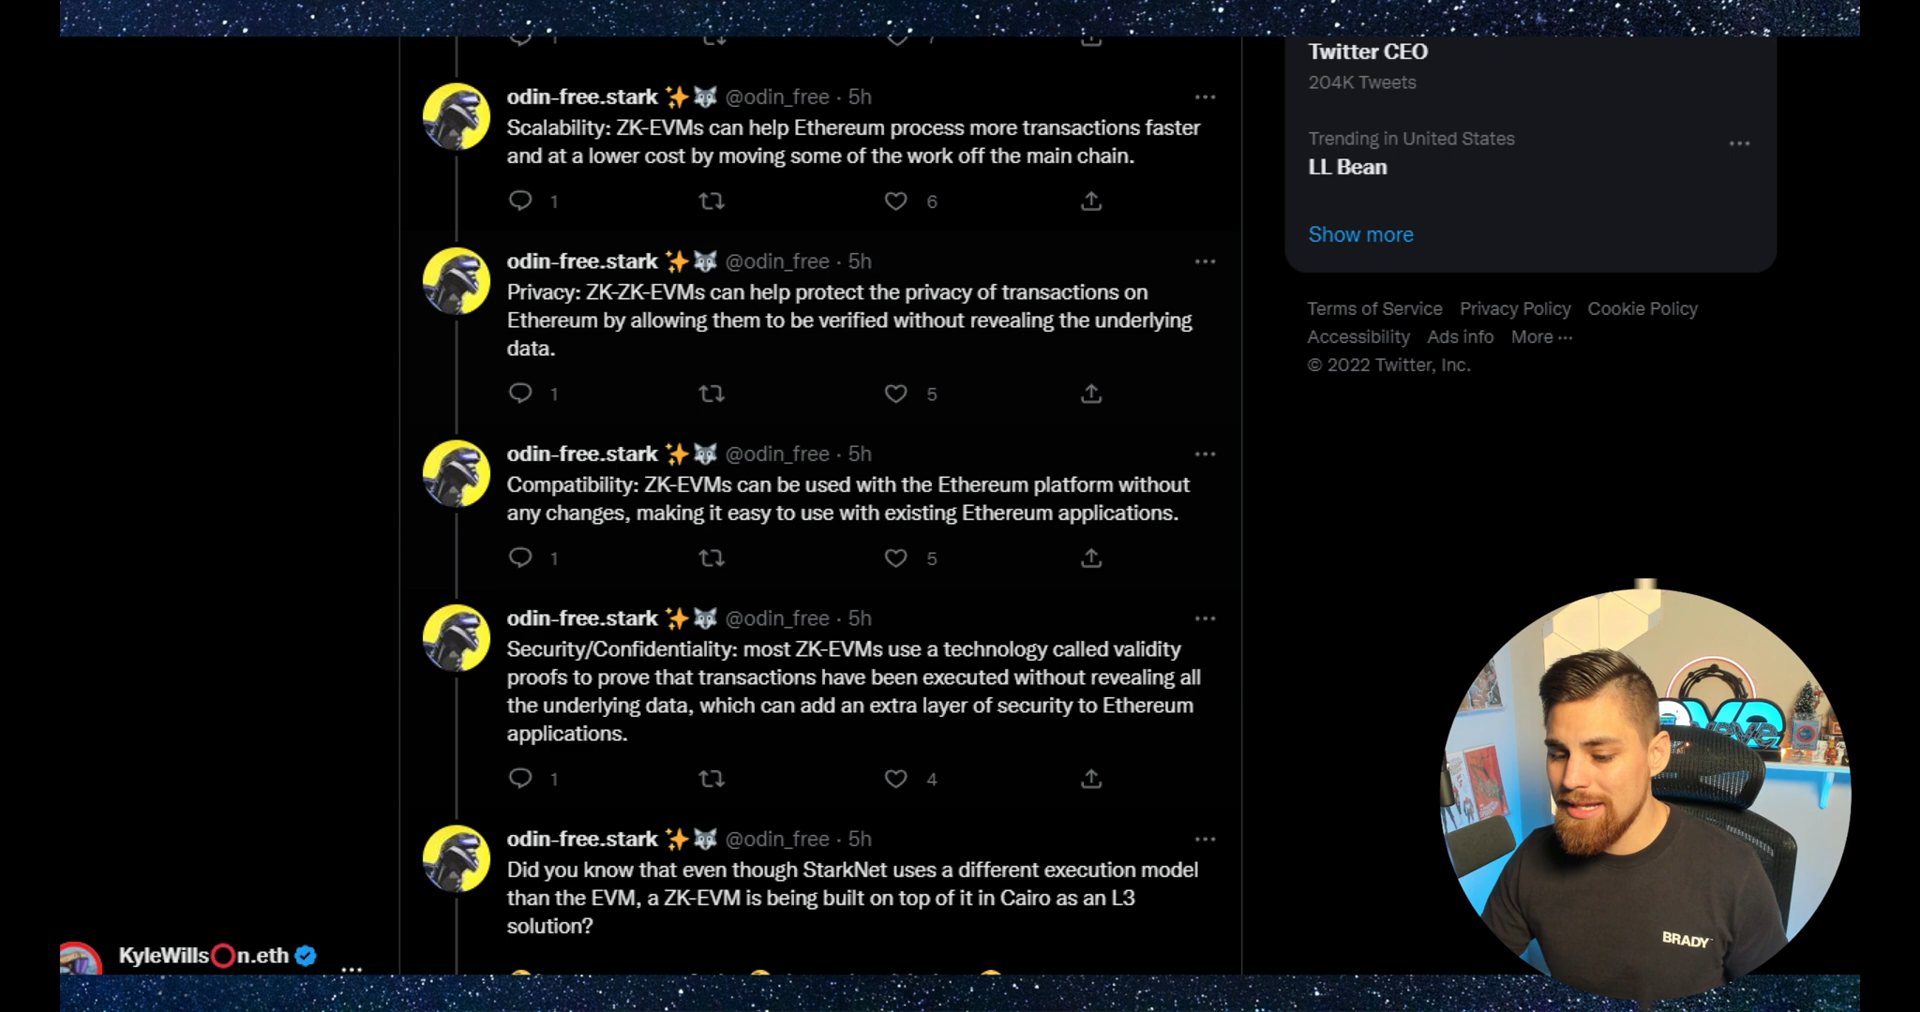 odin-free.stark @odin_free · 5h
Scalability: ZK-EVMs can help Ethereum process more transactions faster
and at a lower cost by moving some of the work off the main chain.
1 6
odin-free.stark @odin_free · 5h
Privacy: ZK-ZK-EVMs can help protect the privacy of transactions on
Ethereum by allowing them to be verified without revealing the underlying
data.
1 5
odin-free.stark @odin_free · 5h
Compatibility: ZK-EVMs can be used with the Ethereum platform without
any changes, making it easy to use with existing Ethereum applications.
1 5
odin-free.stark @odin_free · 5h
Security/Confidentiality: most ZK-EVMs use a technology called validity
proofs to prove that transactions have been executed without revealing all
the underlying data, which can add an extra layer of security to Ethereum
applications.
1 4
odin-free.stark @odin_free · 5h
Did you know that even though StarkNet uses a different execution model
than the EVM, a ZK-EVM is being built on top of it in Cairo as an L3
solution?
Twitter CEO
204K Tweets
Trending in United States
LL Bean
Show more
Terms of Service Privacy Policy Cookie Policy
Accessibility Ads info More ···
© 2022 Twitter, Inc.
KyleWills⭕n.eth
BRADY